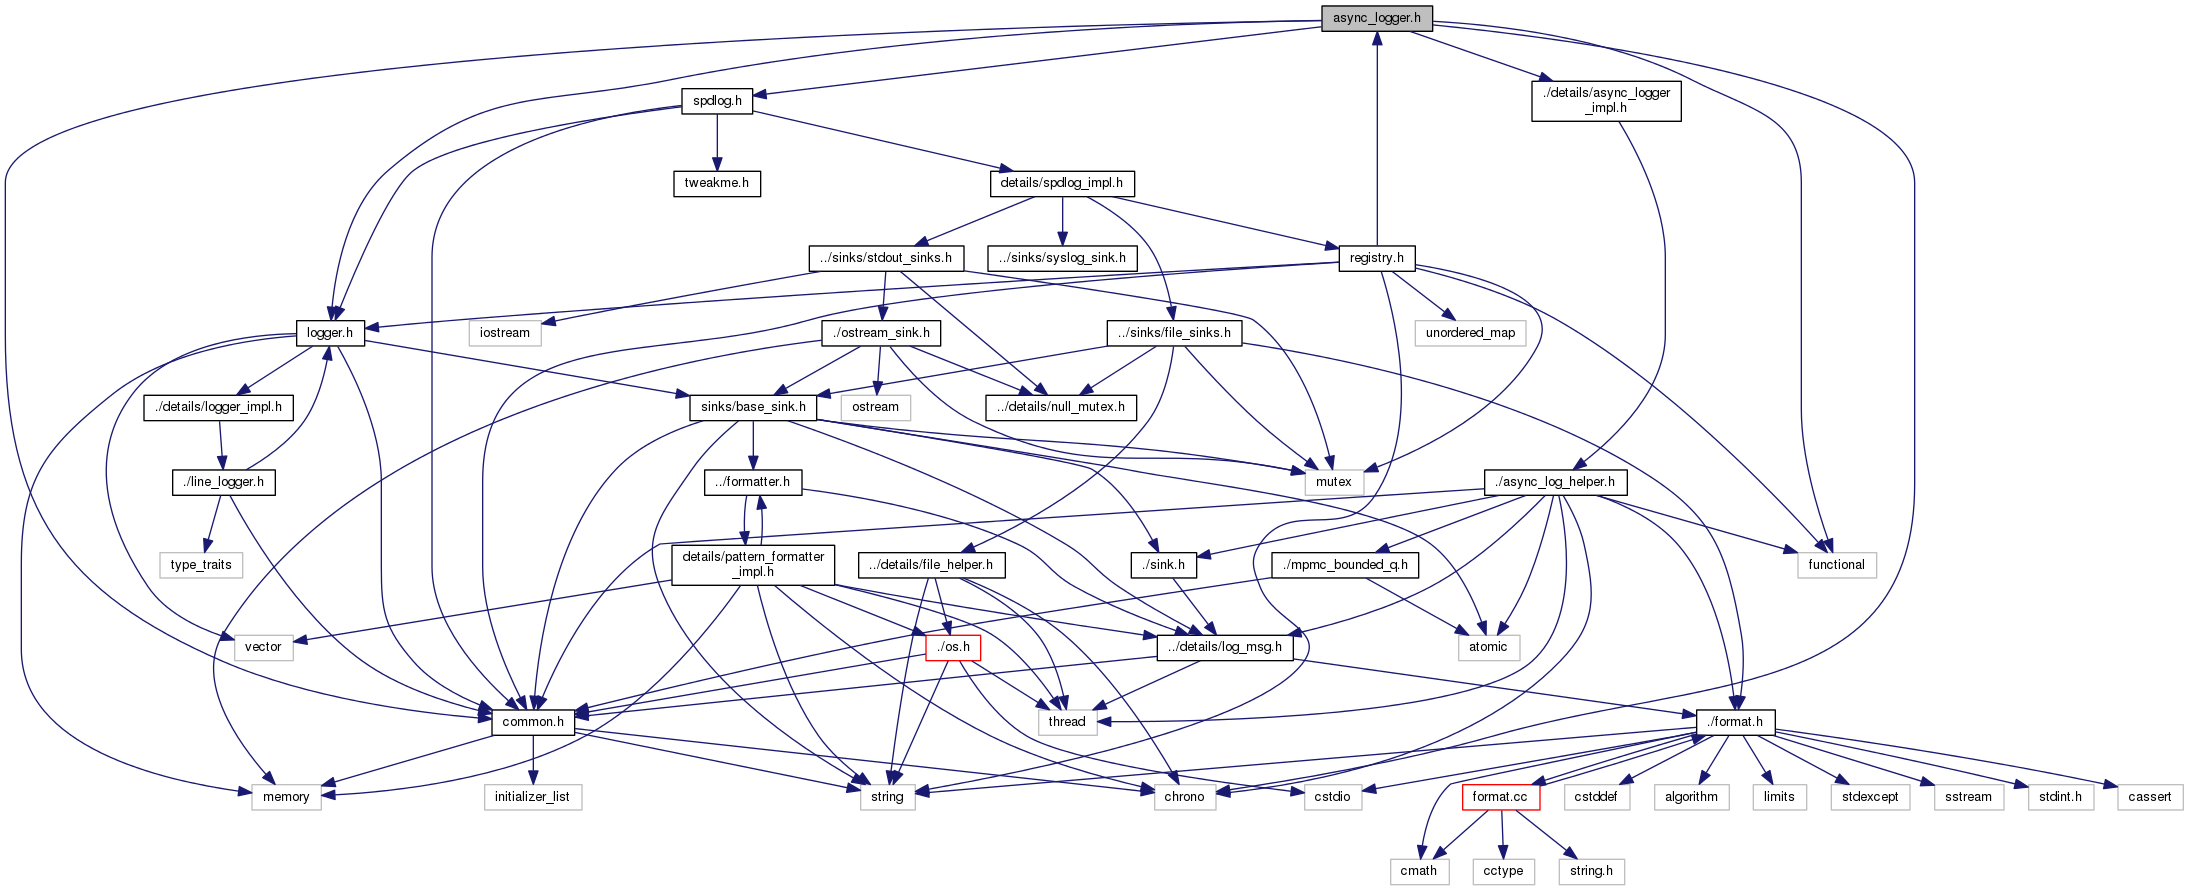 async_logger.h
spdlog.h
./details/async_logger
_impl.h
tweakme.h
details/spdlog_impl.h
../sinks/stdout_sinks.h
../sinks/syslog_sink.h
registry.h
logger.h
iostream
./ostream_sink.h
../sinks/file_sinks.h
unordered_map
./details/logger_impl.h
sinks/base_sink.h
ostream
../details/null_mutex.h
./line_logger.h
../formatter.h
mutex
./async_log_helper.h
type_traits
details/pattern_formatter
_impl.h
../details/file_helper.h
./sink.h
./mpmc_bounded_q.h
functional
vector
./os.h
../details/log_msg.h
atomic
common.h
thread
./format.h
memory
initializer_list
string
chrono
cstdio
format.cc
cstddef
algorithm
limits
stdexcept
sstream
stdint.h
cassert
cmath
cctype
string.h